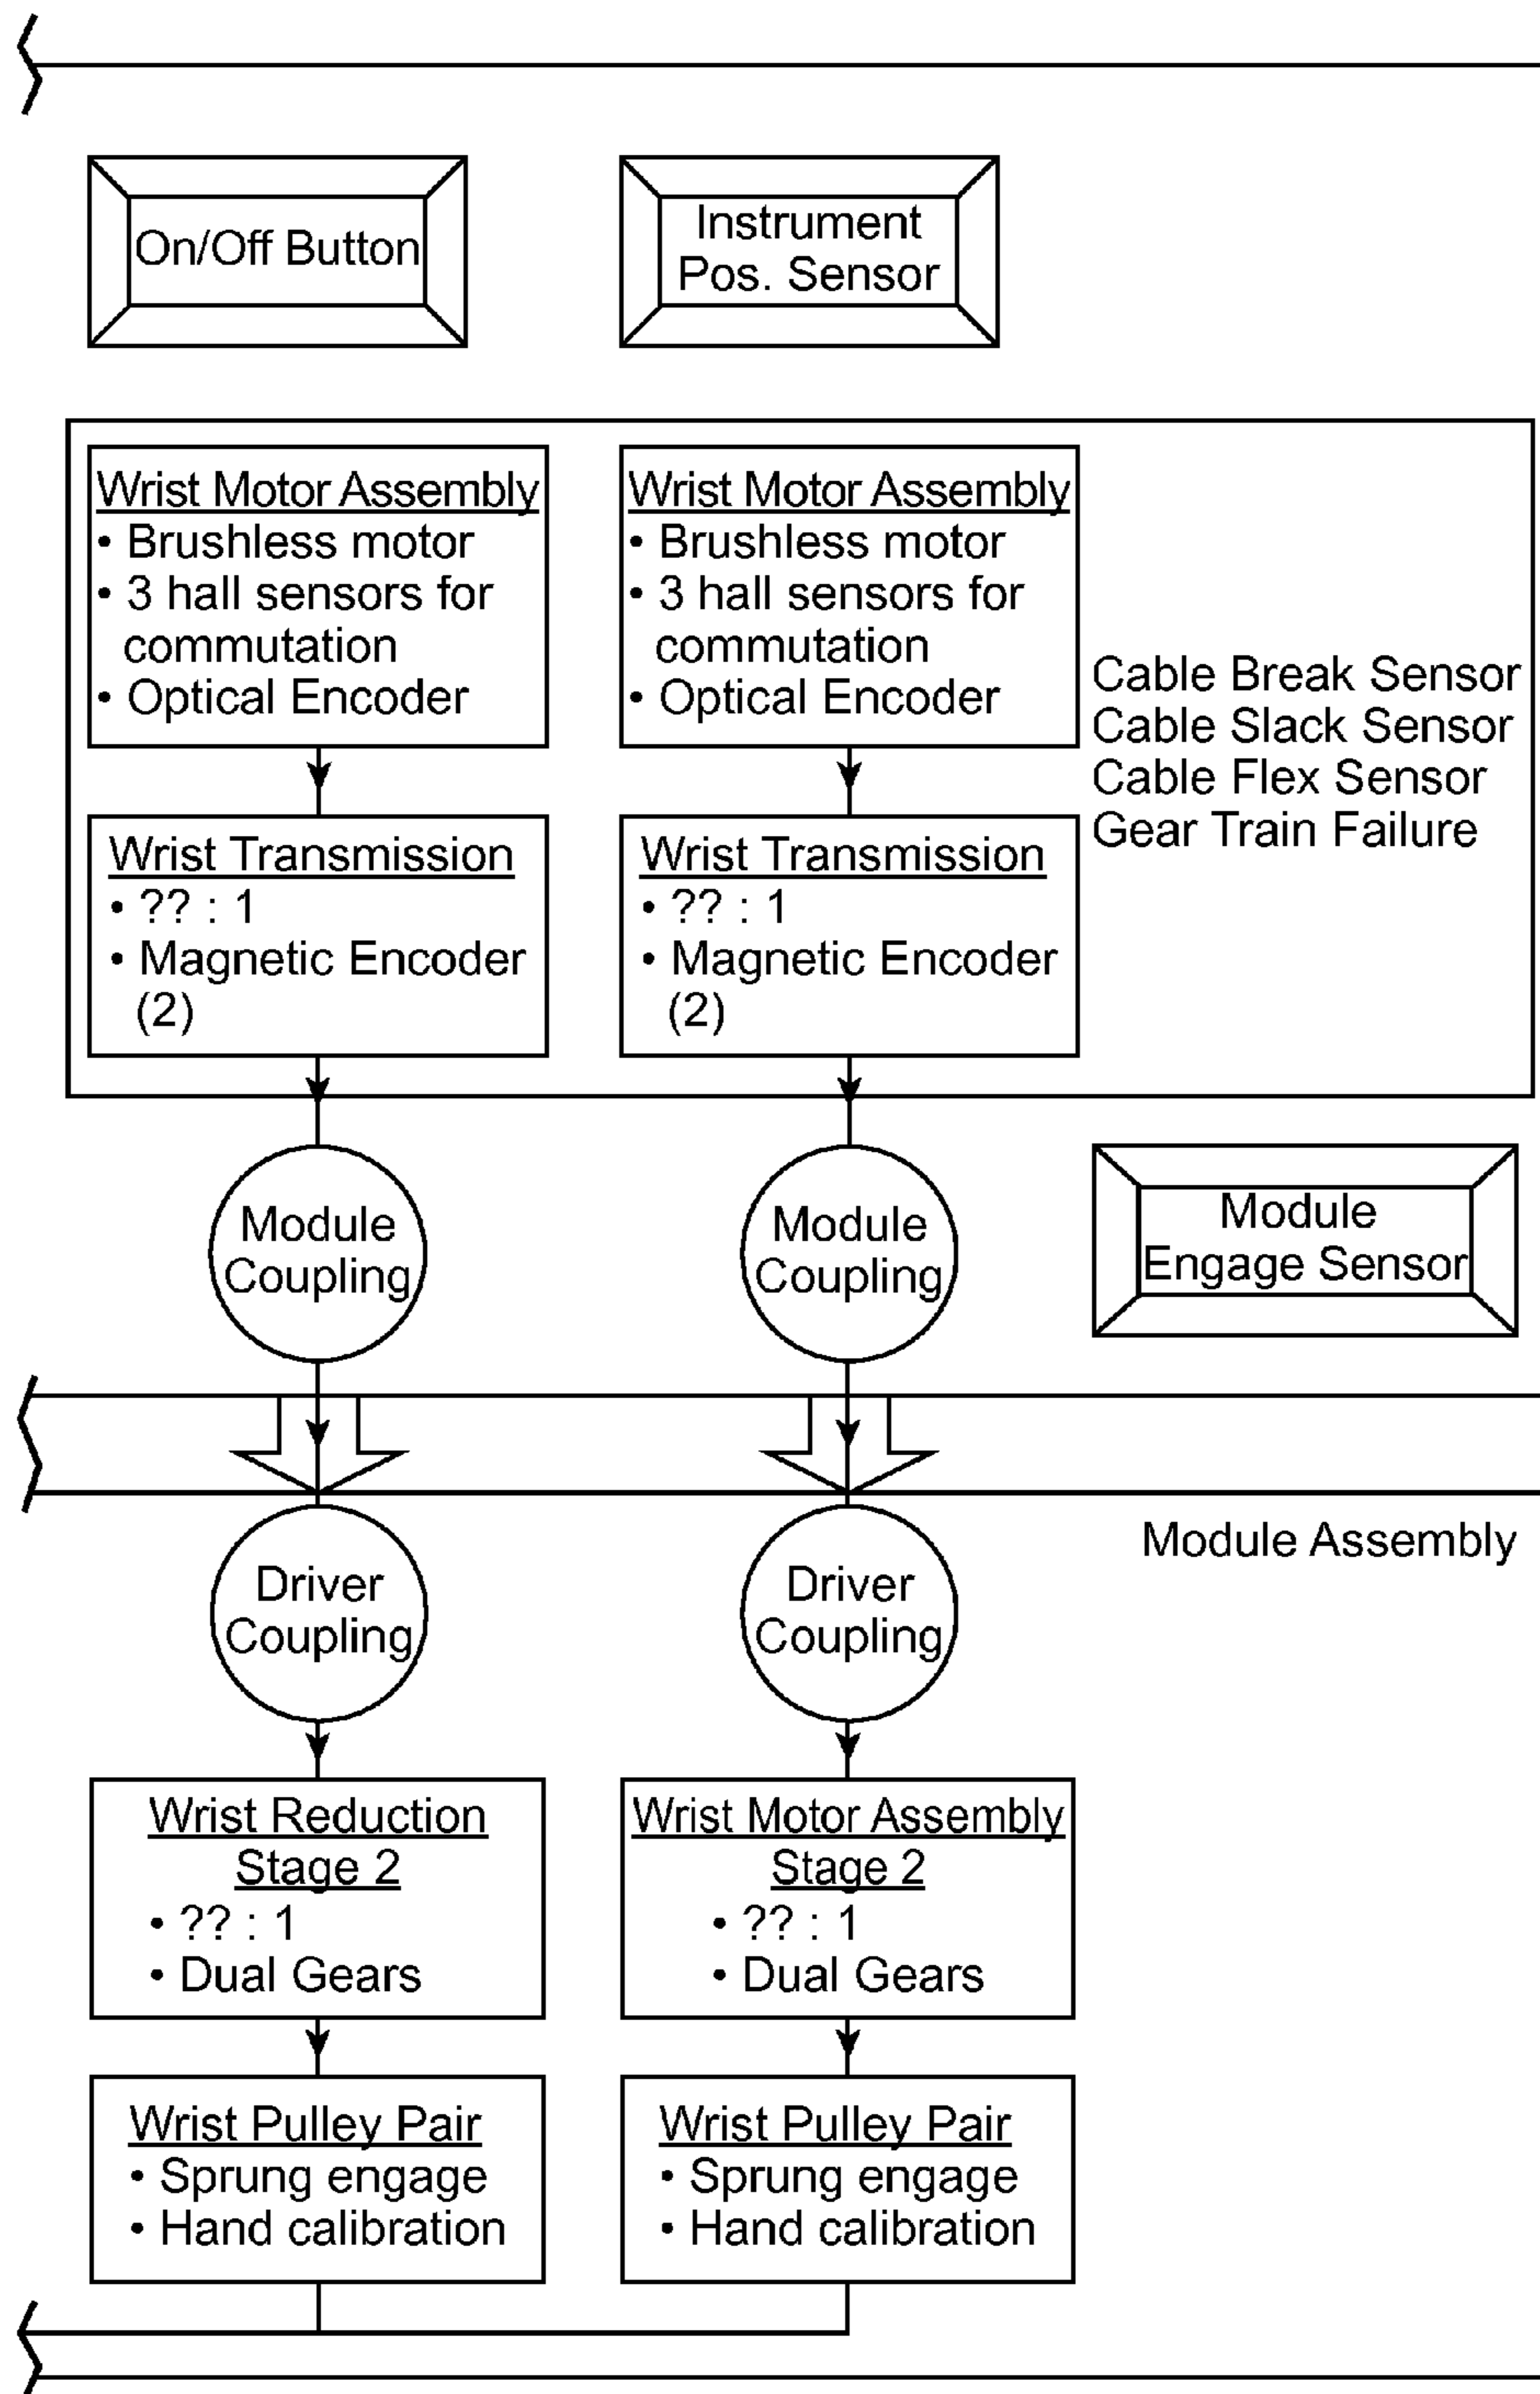 On/Off Button
Instrument
Pos. Sensor
Wrist Motor Assembly
• Brushless motor
• 3 hall sensors for
commutation
• Optical Encoder
Wrist Motor Assembly
• Brushless motor
• 3 hall sensors for
commutation
• Optical Encoder
Cable Break Sensor
Cable Slack Sensor
Cable Flex Sensor
Gear Train Failure
Wrist Transmission
• ?? : 1
• Magnetic Encoder
(2)
Wrist Transmission
• ?? : 1
• Magnetic Encoder
(2)
Module
Coupling
Module
Coupling
Module
Engage Sensor
Module Assembly
Driver
Coupling
Driver
Coupling
Wrist Reduction
Stage 2
• ?? : 1
• Dual Gears
Wrist Motor Assembly
Stage 2
• ?? : 1
• Dual Gears
Wrist Pulley Pair
• Sprung engage
• Hand calibration
Wrist Pulley Pair
• Sprung engage
• Hand calibration